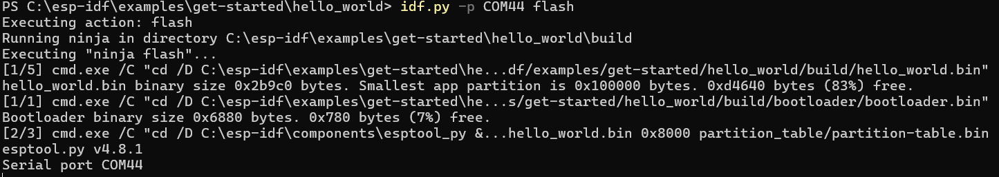 PS C:\esp-idf\examples\get-started\hello_world> idf.py -p COM44 flash
Executing action: flash
Running ninja in directory C:\esp-idf\examples\get-started\hello_world\build
Executing "ninja flash"...
[1/5] cmd.exe /C "cd /D C:\esp-idf\examples\get-started\he...df/examples/get-started/hello_world/build/hello_world.bin"
hello_world.bin binary size 0x2b9c0 bytes. Smallest app partition is 0x100000 bytes. 0xd4640 bytes (83%) free.
[1/1] cmd.exe /C "cd /D C:\esp-idf\examples\get-started\he...s/get-started/hello_world/build/bootloader/bootloader.bin"
Bootloader binary size 0x6880 bytes. 0x780 bytes (7%) free.
[2/3] cmd.exe /C "cd /D C:\esp-idf\components\esptool_py &...hello_world.bin 0x8000 partition_table/partition-table.bin
esptool.py v4.8.1
Serial port COM44